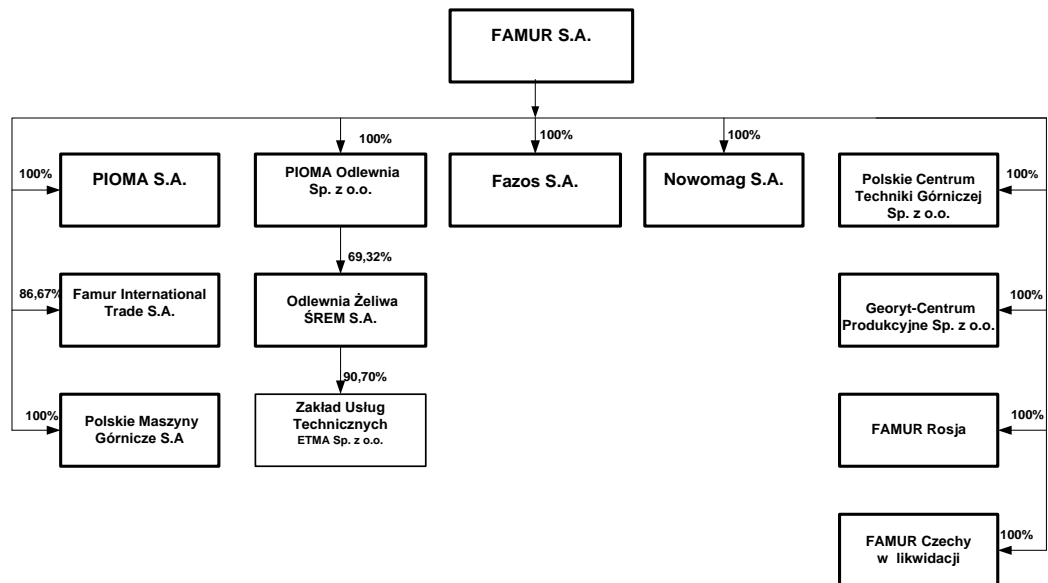 FAMUR S.A.
100%
100%
100%
100%
100%
PIOMA S.A.
PIOMA Odlewnia
Sp. z o.o.
Fazos S.A.
Nowomag S.A.
Polskie Centrum
Techniki Górniczej
Sp. z o.o.
69,32%
86,67%
Famur International
Trade S.A.
Odlewnia Żeliwa
ŚREM S.A.
Georyt-Centrum
Produkcyjne Sp. z o.o.
100%
90,70%
100%
Polskie Maszyny
Górnicze S.A
Zakład Usług
Technicznych
ETMA Sp. z o.o.
FAMUR Rosja
100%
FAMUR Czechy
w likwidacji
100%